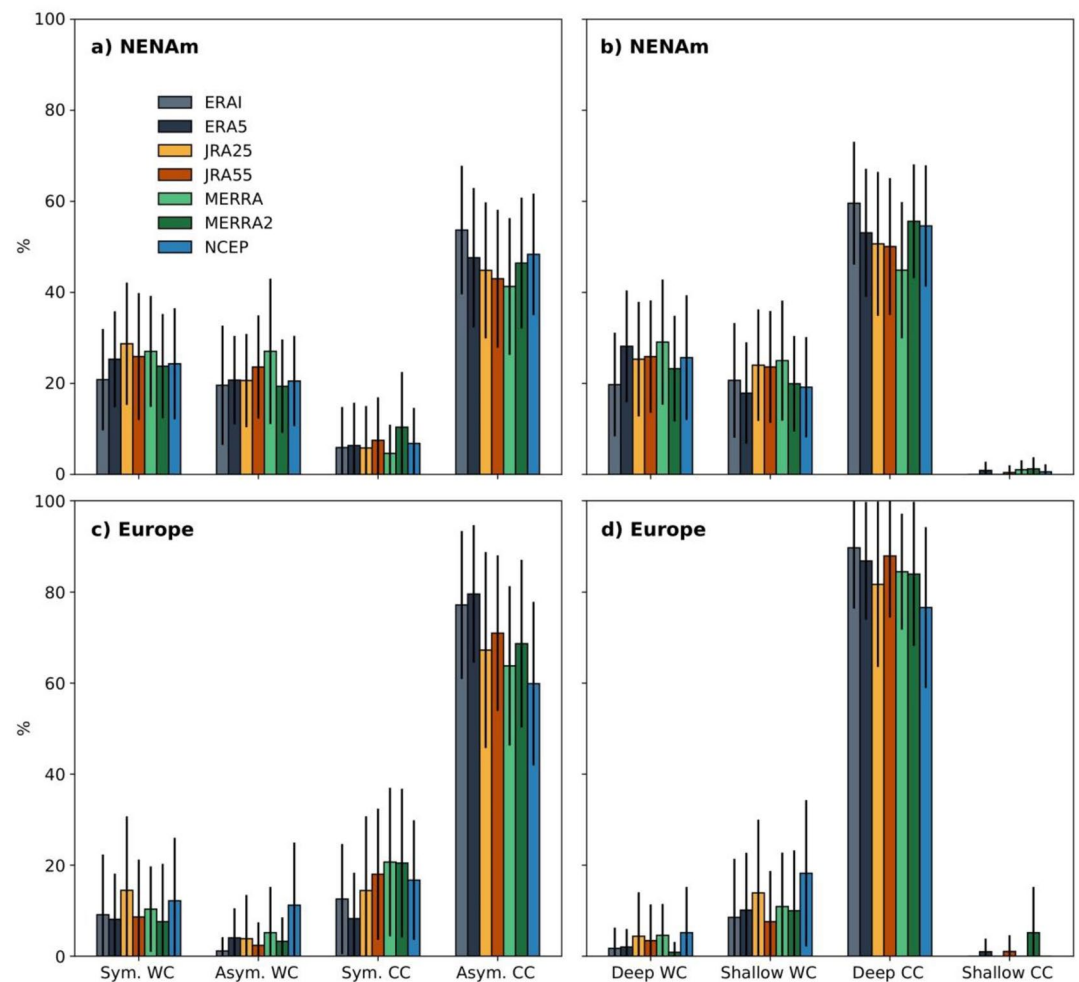 a) NENAm
b) NENAm
100
80
60
40
20
0
%
ERAI
ERA5
JRA25
JRA55
MERRA
MERRA2
NCEP
c) Europe
d) Europe
100
80
60
40
20
0
%
Sym. WC Asym. WC Sym. CC Asym. CC
Deep WC Shallow WC Deep CC Shallow CC